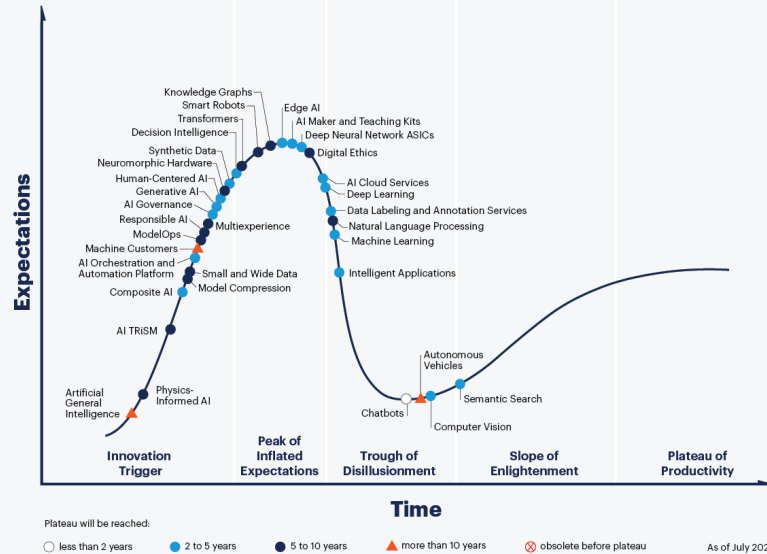 Expectations
Knowledge Graphs
Smart Robots
Transformers
Decision Intelligence
Synthetic Data
Neuromorphic Hardware
Human-Centered AI
Generative AI
AI Governance
Responsible AI
ModelOps
Machine Customers
AI Orchestration and
Automation Platform
Composite AI
AI TRiSM
Artificial
General
Intelligence
Physics-
Informed AI
Multiexperience
Small and Wide Data
Model Compression
Edge AI
AI Maker and Teaching Kits
Deep Neural Network ASICs
Digital Ethics
AI Cloud Services
Deep Learning
Data Labeling and Annotation Services
Natural Language Processing
Machine Learning
Intelligent Applications
Autonomous
Vehicles
Chatbots
Semantic Search
Computer Vision
Innovation
Trigger
Peak of
Inflated
Expectations
Trough of
Disillusionment
Slope of
Enlightenment
Plateau of
Productivity
Time
Plateau will be reached:
less than 2 years
2 to 5 years
5 to 10 years
more than 10 years
obsolete before plateau
As of July